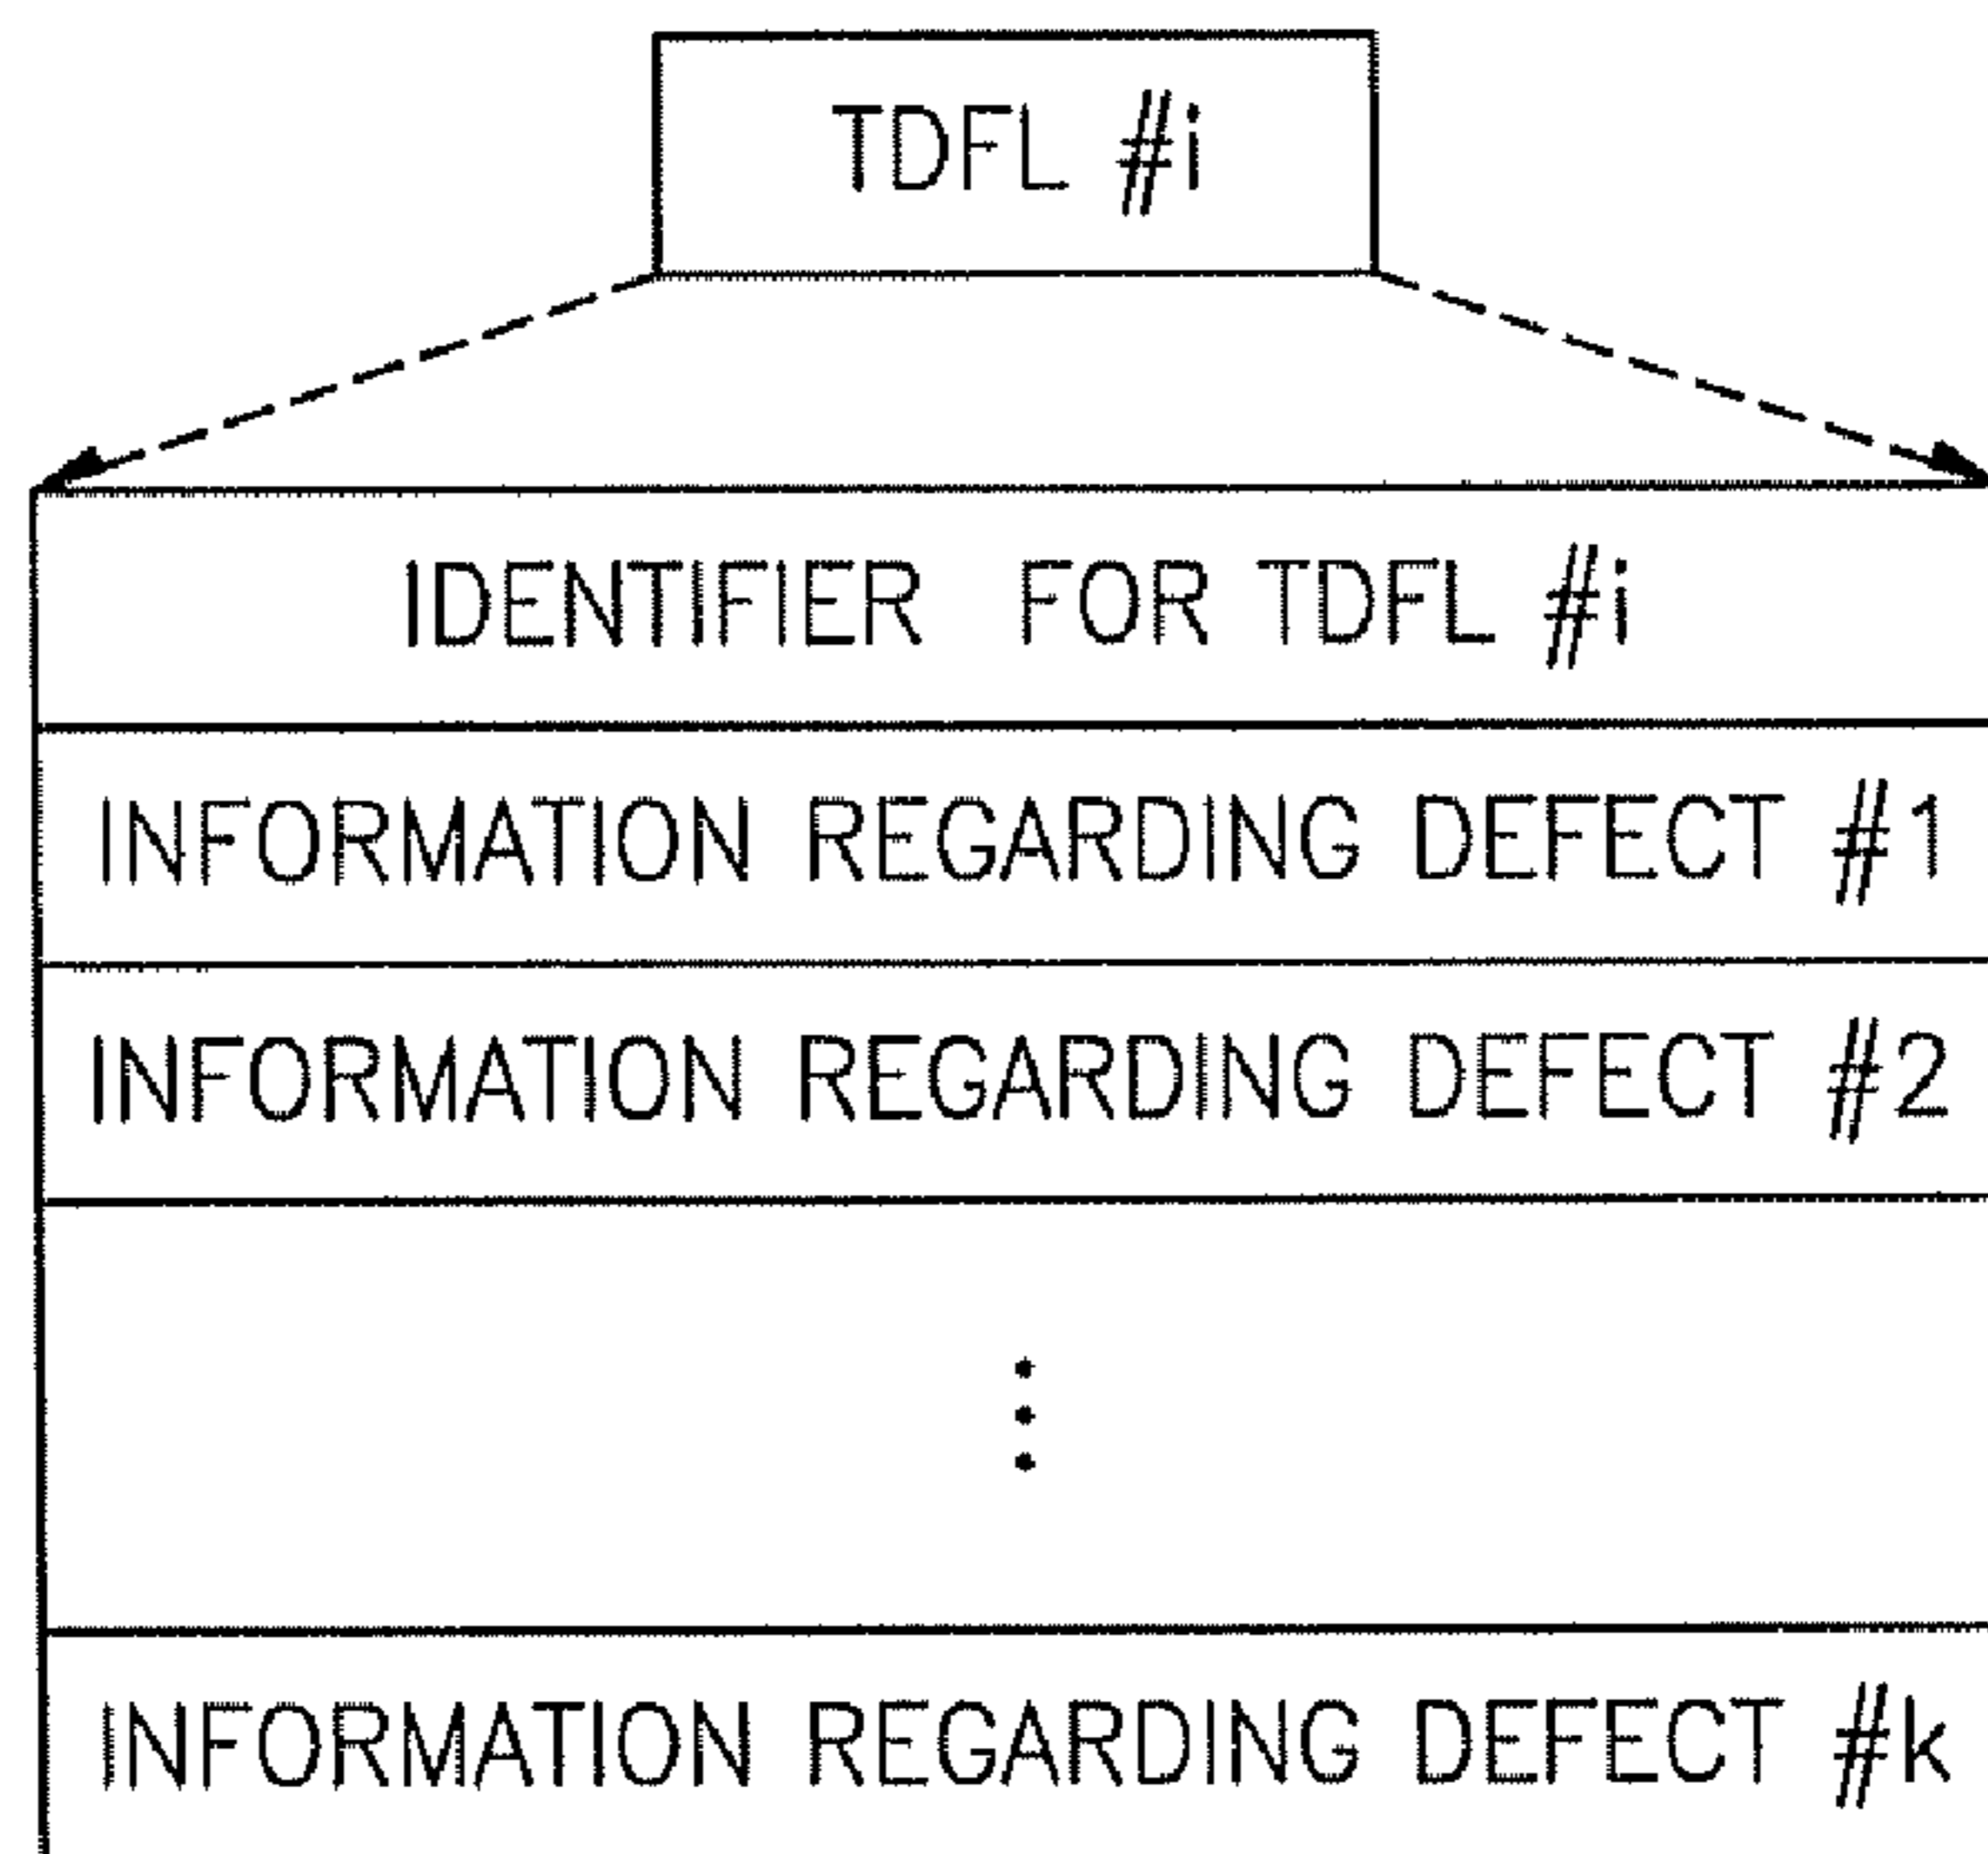 TDFL #i
IDENTIFIER FOR TDFL #i
INFORMATION REGARDING DEFECT #1
INFORMATION REGARDING DEFECT #2
INFORMATION REGARDING DEFECT #k